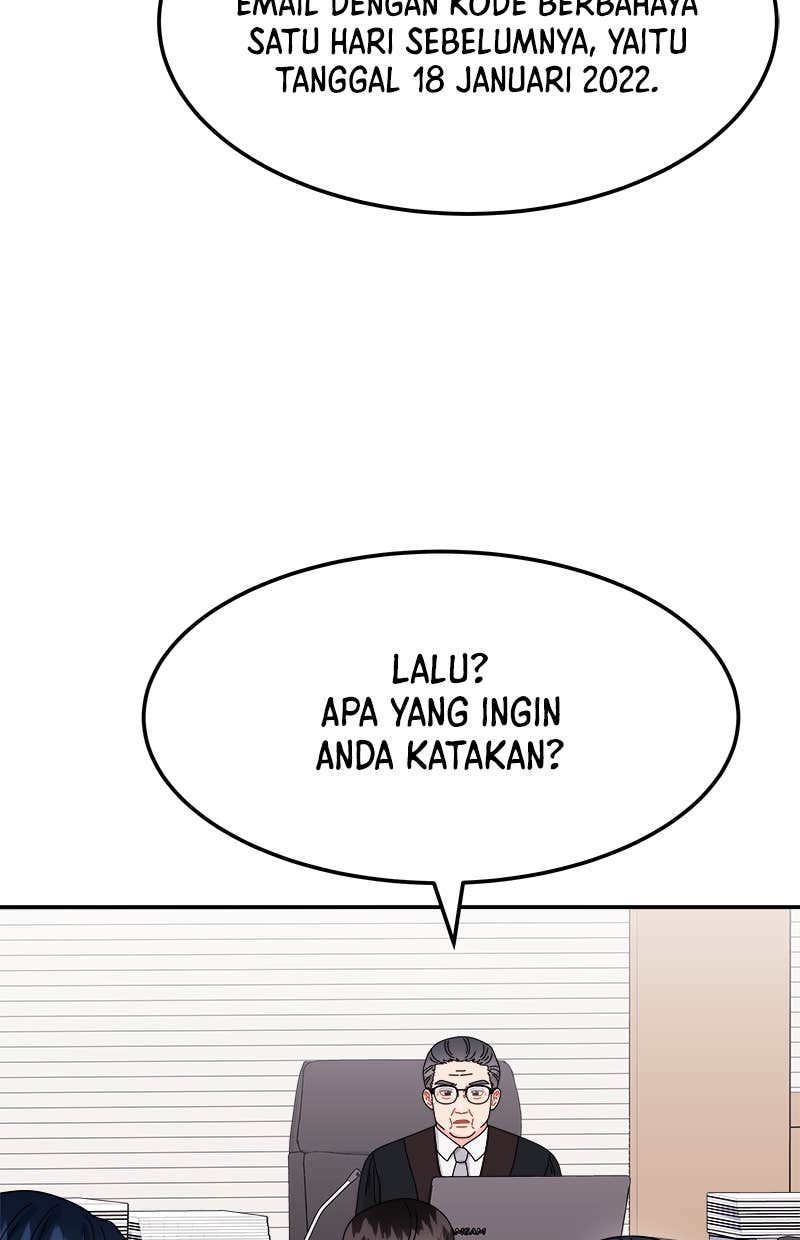 EMAIL DENGAN KODE BERBAHAYA
SATU HARI SEBELUMNYA, YAITU
TANGGAL 18 JANUARI 2022.
LALU?
APA YANG INGIN
ANDA KATAKAN?